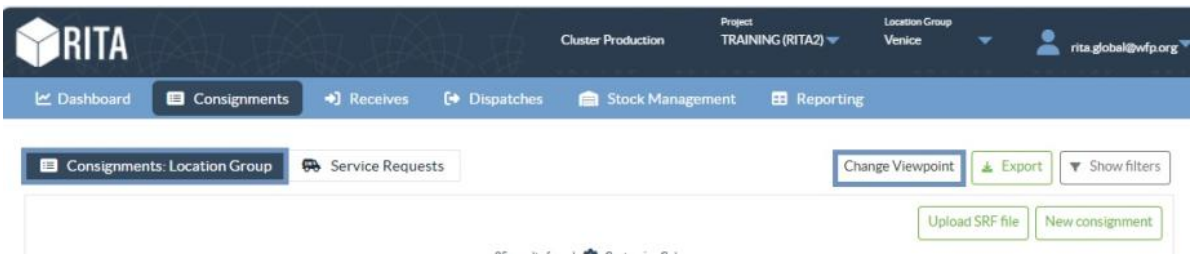 RITA
Cluster Production
Project
TRAINING (RITA2)
Location Group
Venice
rita.global@wfp.org
Dashboard Consignments Receives Dispatches Stock Management Reporting
Consignments: Location Group Service Requests Change Viewpoint Export Show filters
Upload SRF file New consignment